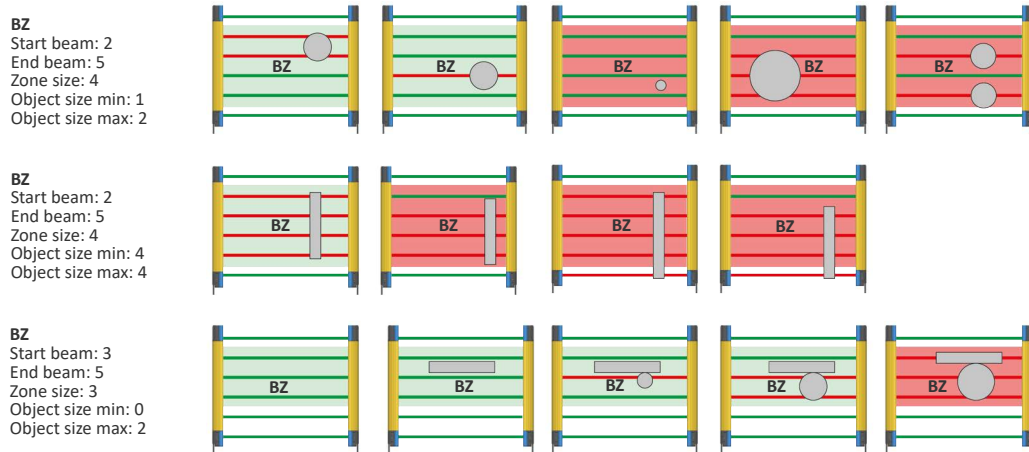 BZ
Start beam: 2
End beam: 5
Zone size: 4
Object size min: 1
Object size max: 2
BZ
BZ
BZ
BZ
BZ
BZ
Start beam: 2
End beam: 5
Zone size: 4
Object size min: 4
Object size max: 4
BZ
BZ
BZ
BZ
BZ
Start beam: 3
End beam: 5
Zone size: 3
Object size min: 0
Object size max: 2
BZ
BZ
BZ
BZ
BZ